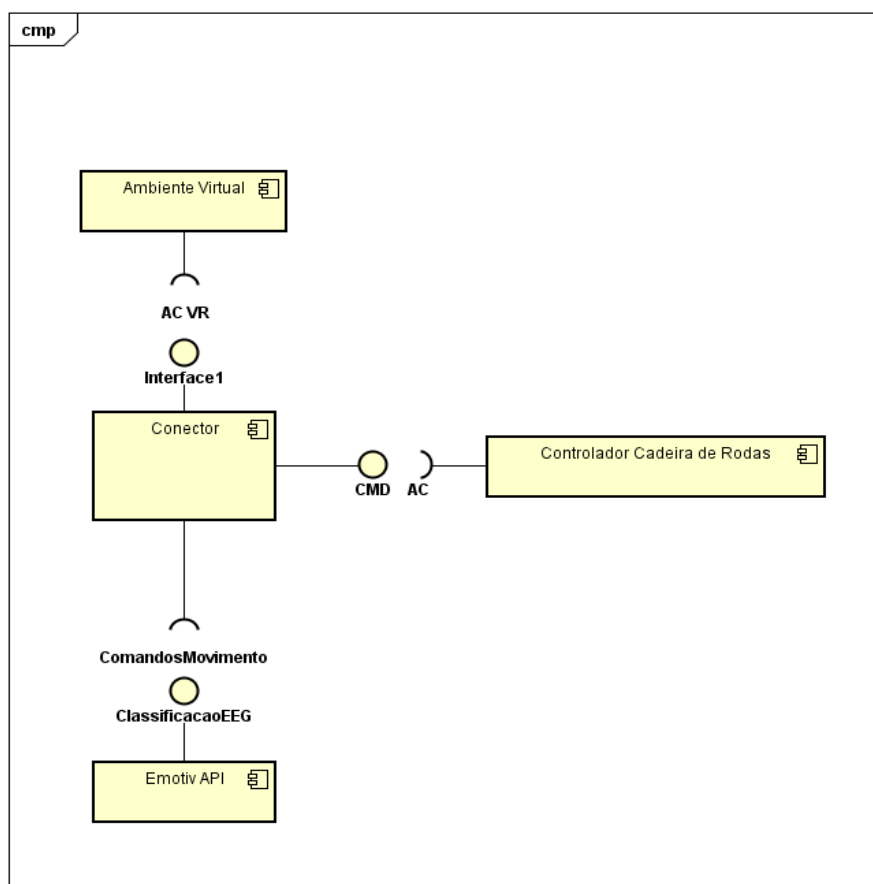 cmp
Ambiente Virtual
AC VR
Interface1
Conector
Controlador Cadeira de Rodas
CMD
AC
ComandosMovimento
ClassificacaoEEG
Emotiv API